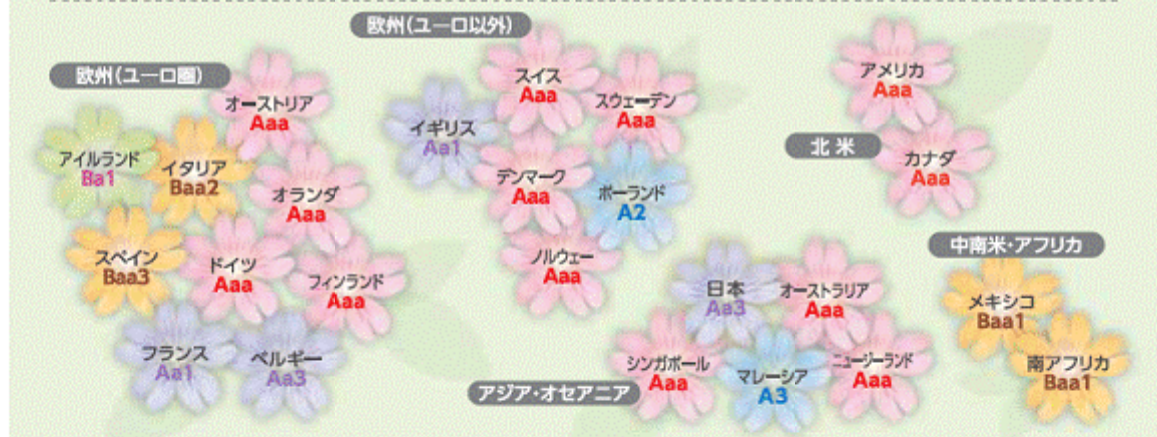 欧州(ユーロ圏)
オーストリア
Aaa
アイルランド
Ba1
イタリア
Baa2
オランダ
Aaa
スペイン
Baa3
ドイツ
Aaa
フィンランド
Aaa
フランス
Aa1
ベルギー
Aa3
欧州(ユーロ以外)
スイス
Aaa
スウェーデン
Aaa
イギリス
Aa1
デンマーク
Aaa
ポーランド
A2
ノルウェー
Aaa
北米
アメリカ
Aaa
カナダ
Aaa
アジア・オセアニア
日本
Aa3
オーストラリア
Aaa
シンガポール
Aaa
マレーシア
A3
ニュージーランド
Aaa
中南米・アフリカ
メキシコ
Baa1
南アフリカ
Baa1